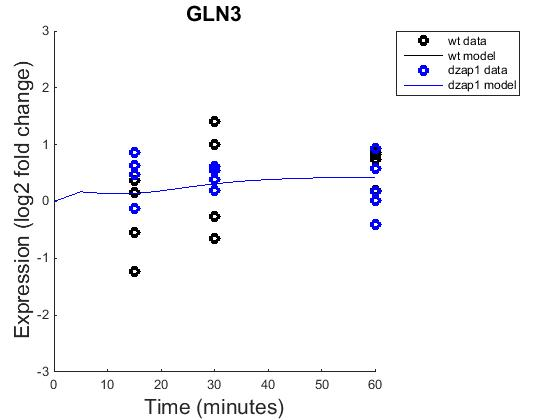 GLN3
wt data
wt model
dzap1 data
dzap1 model
Expression (log2 fold change)
3
2
1
0
-1
-2
-3
0 10 20 30 40 50 60
Time (minutes)